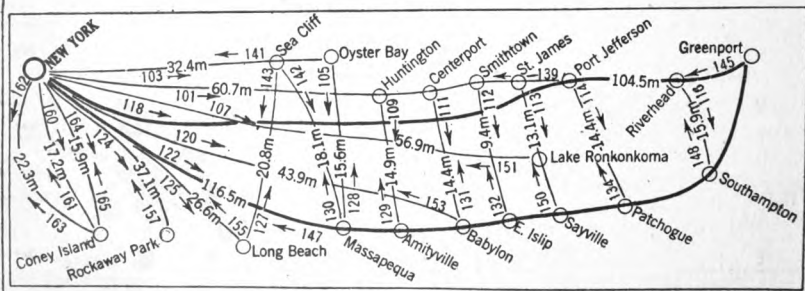 NEW YORK
162
141
32.4m
103
Sea Cliff
Oyster Bay
Huntington
Centerport
Smithtown
St. James
Port Jefferson
Greenport
143
142
105
60.7m
101
139
104.5m
145
Riverhead
118
107
109
111
112
113
114
116
160
164
124
120
122
56.9m
151
Lake Ronkonkoma
17.2m
15.9m
37.1m
125
116.5m
43.9m
20.8m
18.1m
15.6m
14.9m
14.4m
9.4m
13.1m
14.4m
15.9m
148
22.3m
161
165
157
26.6m
155
127
130
128
129
153
131
132
150
134
163
147
Coney Island
Rockaway Park
Long Beach
Massapequa
Amityville
Babylon
E. Islip
Sayville
Patchogue
Southampton